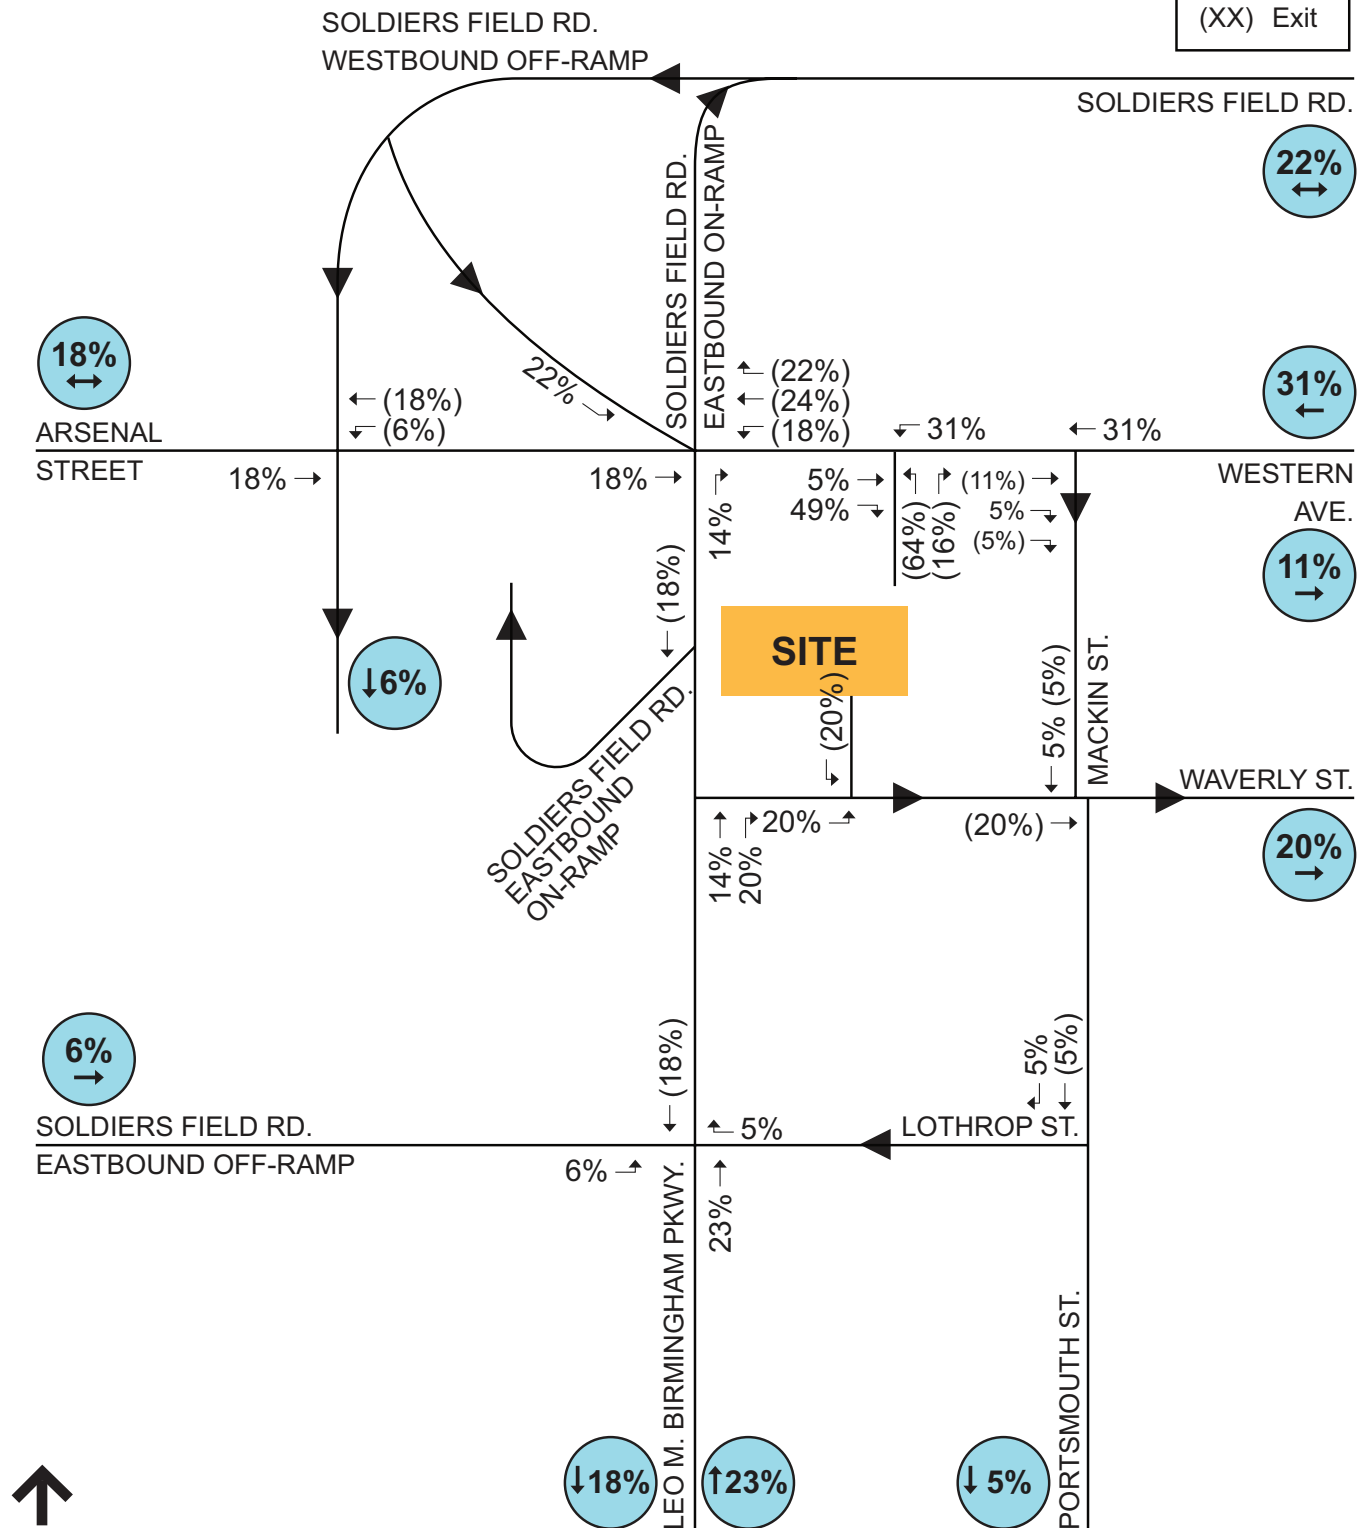 (XX) Exit
SOLDIERS FIELD RD.
WESTBOUND OFF-RAMP
SOLDIERS FIELD RD.
22%
SOLDIERS FIELD RD.
EASTBOUND ON-RAMP
18%
22%
(22%)
(24%)
(18%)
(18%)
(6%)
31%
31%
31%
ARSENAL
STREET
18%
18%
14%
5%
49%
(64%)
(16%)
(11%)
5%
(5%)
WESTERN
AVE.
11%
(18%)
SITE
6%
(20%)
5% (5%)
MACKIN ST.
SOLDIERS FIELD RD.
EASTBOUND
ON-RAMP
WAVERLY ST.
14%
20%
20%
(20%)
20%
6%
(18%)
5%
(5%)
SOLDIERS FIELD RD.
EASTBOUND OFF-RAMP
5%
LOTHROP ST.
6%
23%
LEO M. BIRMINGHAM PKWY.
PORTSMOUTH ST.
18%
23%
5%